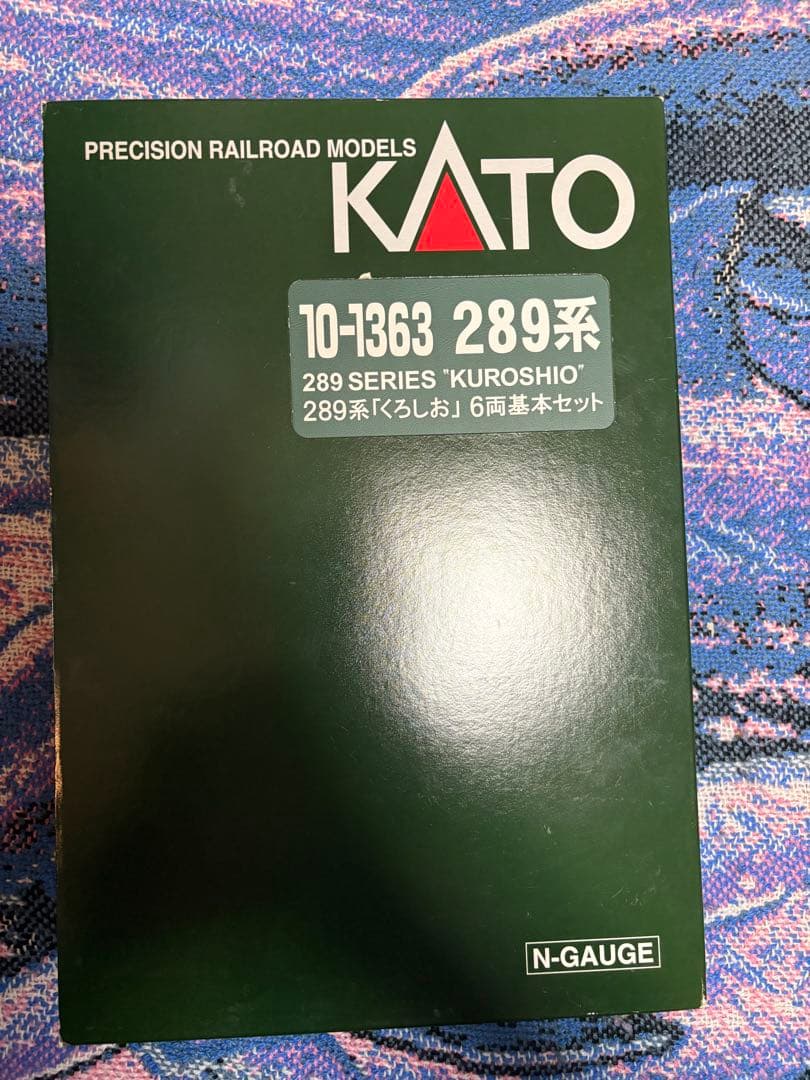 PRECISION RAILROAD MODELS
KATO
10-1363 289系
289 SERIES "KUROSHIO"
289系「くろしお」 6両基本セット
N-GAUGE